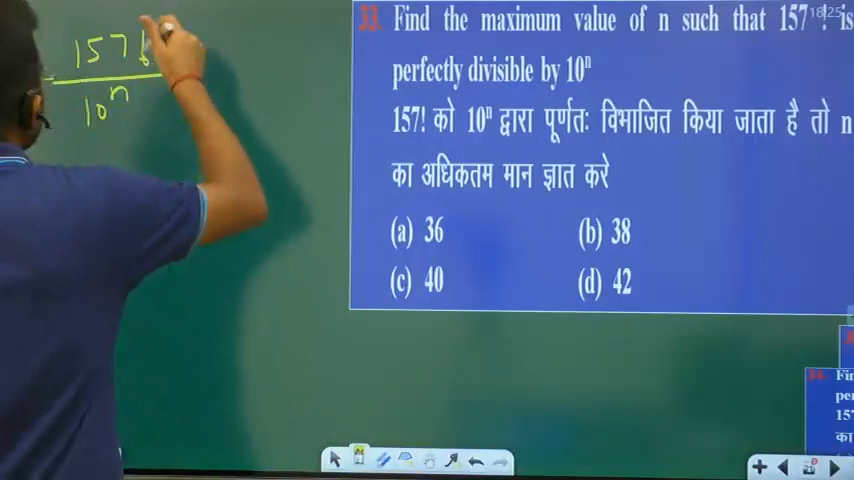 18:25
33. Find the maximum value of n such that 157 ! is
perfectly divisible by 10ⁿ
157! को 10ⁿ द्वारा पूर्णतः विभाजित किया जाता है तो n
का अधिकतम मान ज्ञात करे
(a) 36 (b) 38
(c) 40 (d) 42
157
10ⁿ
Fin
per
157
का